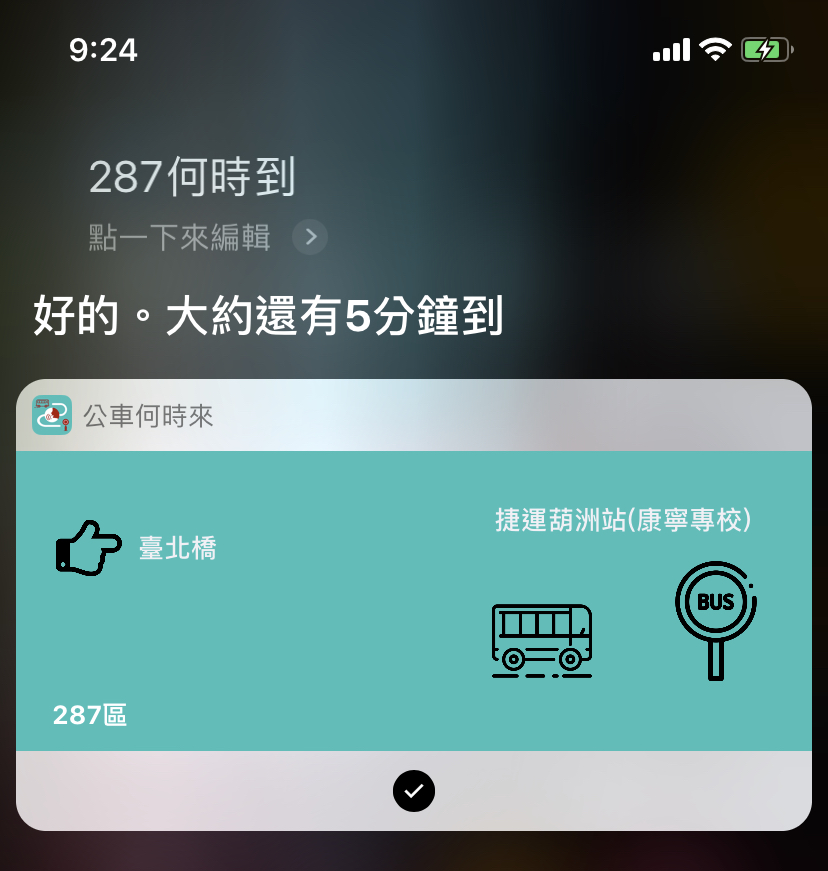 9:24
287何時到
點一下來編輯
好的。大約還有5分鐘到
公車何時來
捷運葫洲站(康寧專校)
臺北橋
BUS
287區